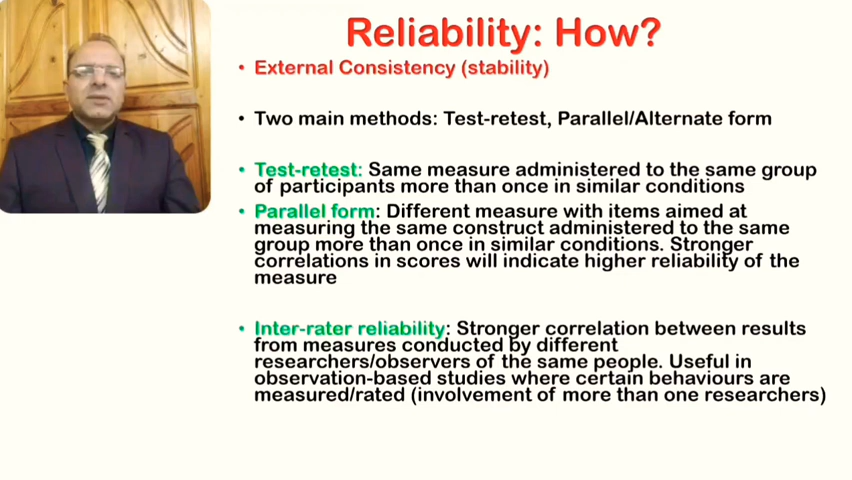 Reliability: How?
• External Consistency (stability)
• Two main methods: Test-retest, Parallel/Alternate form
• Test-retest: Same measure administered to the same group
of participants more than once in similar conditions
• Parallel form: Different measure with items aimed at
measuring the same construct administered to the same
group more than once in similar conditions. Stronger
correlations in scores will indicate higher reliability of the
measure
• Inter-rater reliability: Stronger correlation between results
from measures conducted by different
researchers/observers of the same people. Useful in
observation-based studies where certain behaviours are
measured/rated (involvement of more than one researchers)